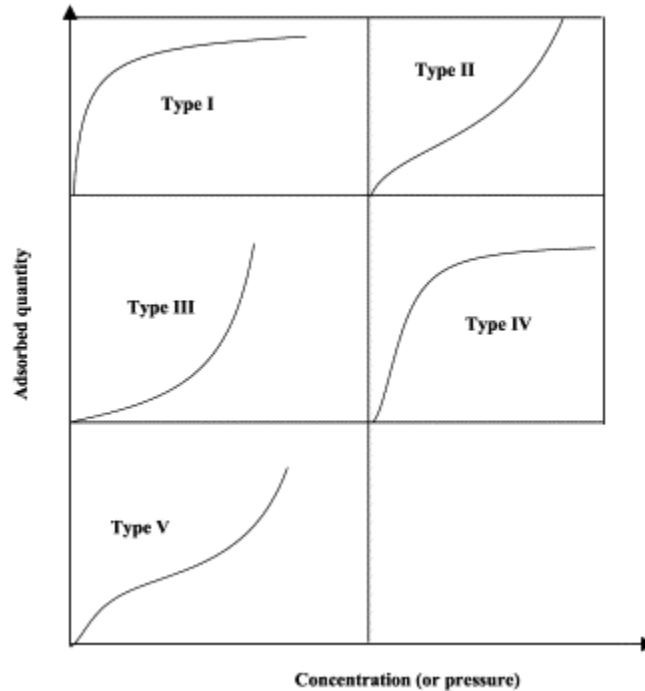 Type I
Type II
Type III
Type IV
Type V
Adsorbed quantity
Concentration (or pressure)